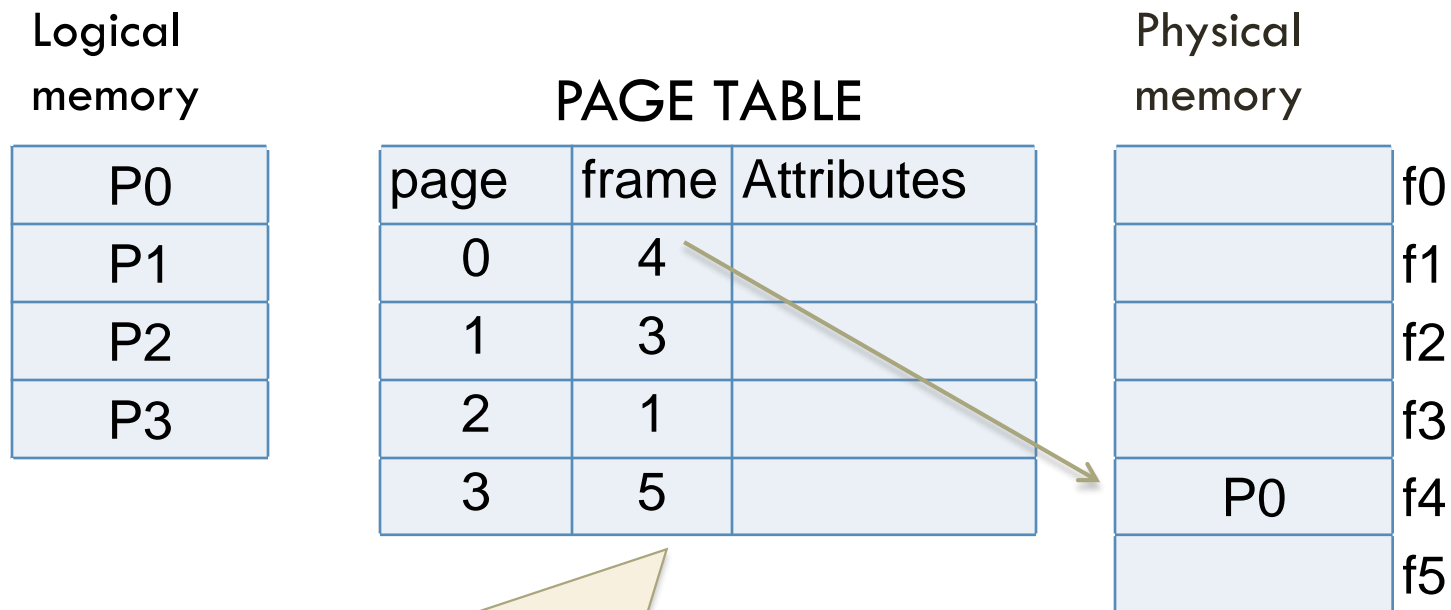 Logical
memory
PAGE TABLE
Physical
memory
P0
P1
P2
P3
page frame Attributes
0 4
1 3
2 1
3 5
f0
f1
f2
f3
P0 f4
f5